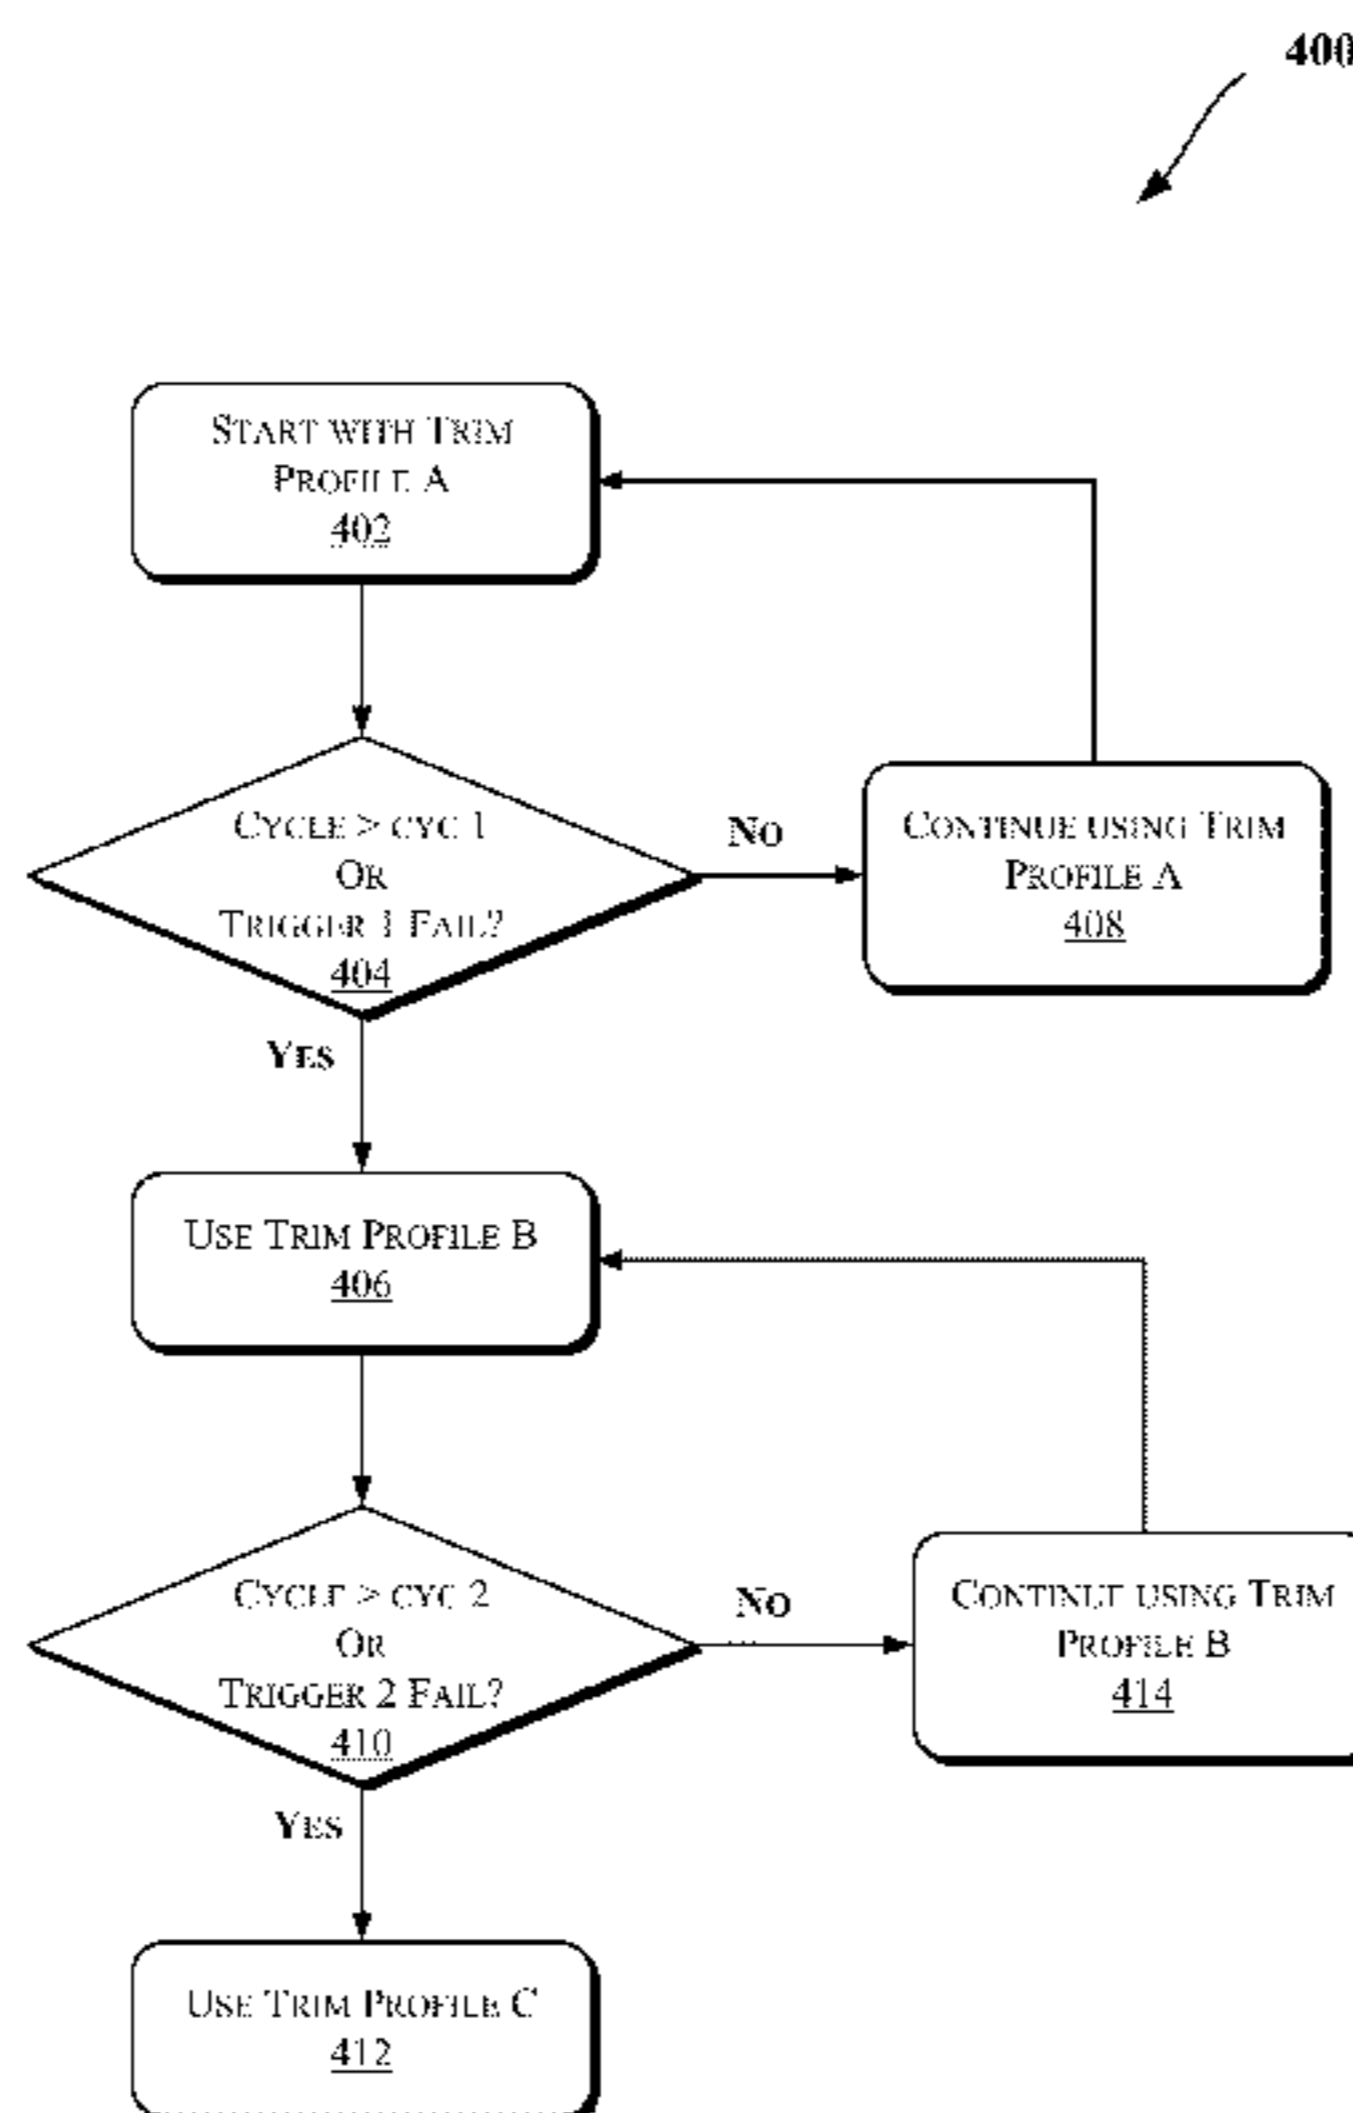 400
START WITH TRIM
PROFILE A
402
CYCLE > CYC 1
OR
TRIGGER 1 FAIL?
404
NO
CONTINUE USING TRIM
PROFILE A
408
YES
USE TRIM PROFILE B
406
CYCLE > CYC 2
OR
TRIGGER 2 FAIL?
410
NO
CONTINUE USING TRIM
PROFILE B
414
YES
USE TRIM PROFILE C
412